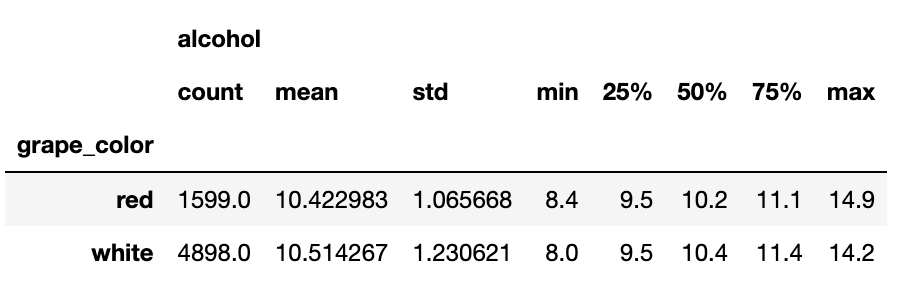 alcohol
count mean std min 25% 50% 75% max
grape_color
red 1599.0 10.422983 1.065668 8.4 9.5 10.2 11.1 14.9
white 4898.0 10.514267 1.230621 8.0 9.5 10.4 11.4 14.2